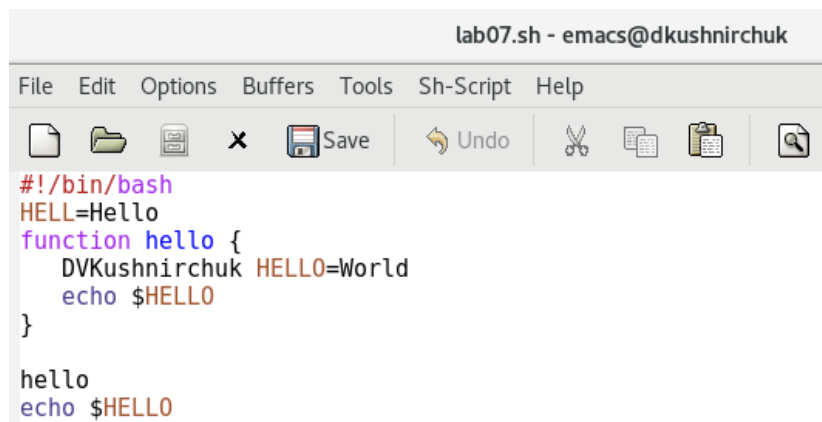 lab07.sh - emacs@dkushnirchuk
File Edit Options Buffers Tools Sh-Script Help
Save Undo
#!/bin/bash
HELL=Hello
function hello {
   DVKushnirchuk HELLO=World
   echo $HELLO
}

hello
echo $HELLO